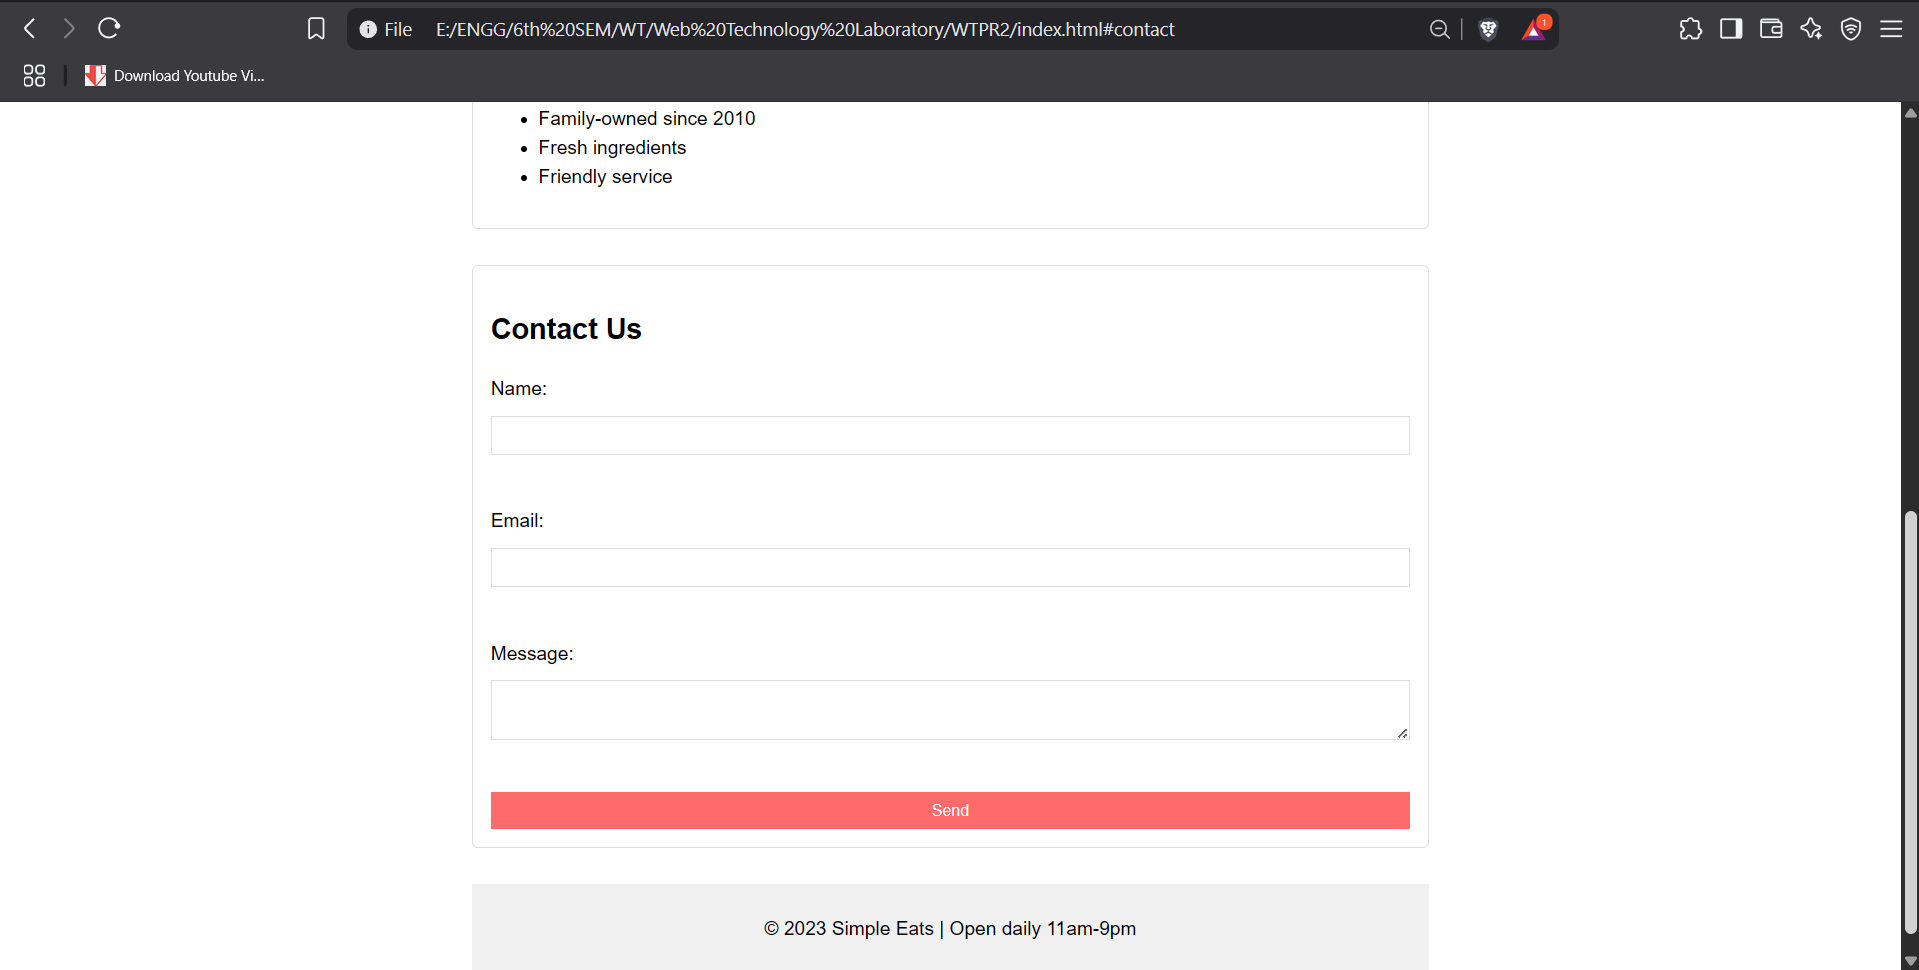 File E:/ENGG/6th%20SEM/WT/Web%20Technology%20Laboratory/WTPR2/index.html#contact
1
Download Youtube Vi...
Family-owned since 2010
Fresh ingredients
Friendly service
Contact Us
Name:
Email:
Message:
Send
© 2023 Simple Eats | Open daily 11am-9pm